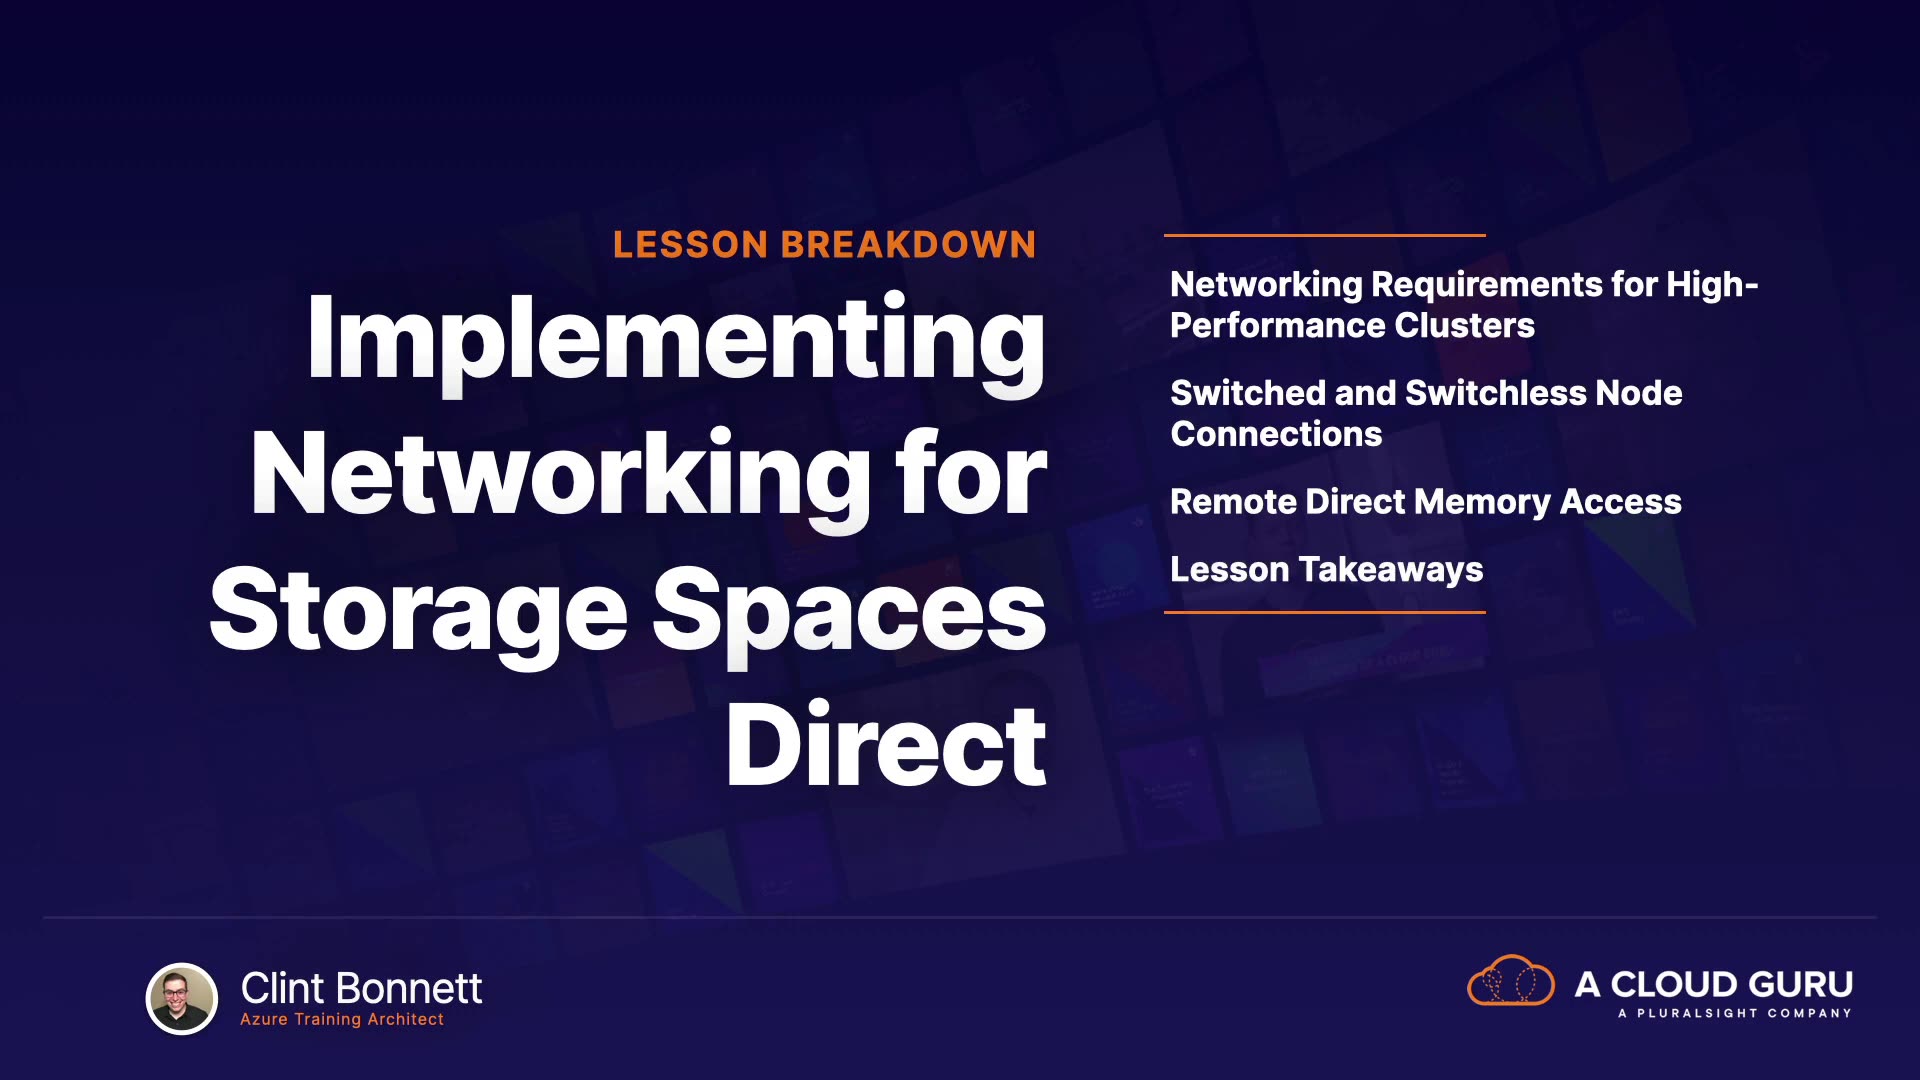 LESSON BREAKDOWN
Implementing
Networking for
Storage Spaces
Direct
Networking Requirements for High-
Performance Clusters
Switched and Switchless Node
Connections
Remote Direct Memory Access
Lesson Takeaways
Clint Bonnett
Azure Training Architect
A CLOUD GURU
A PLURALSIGHT COMPANY